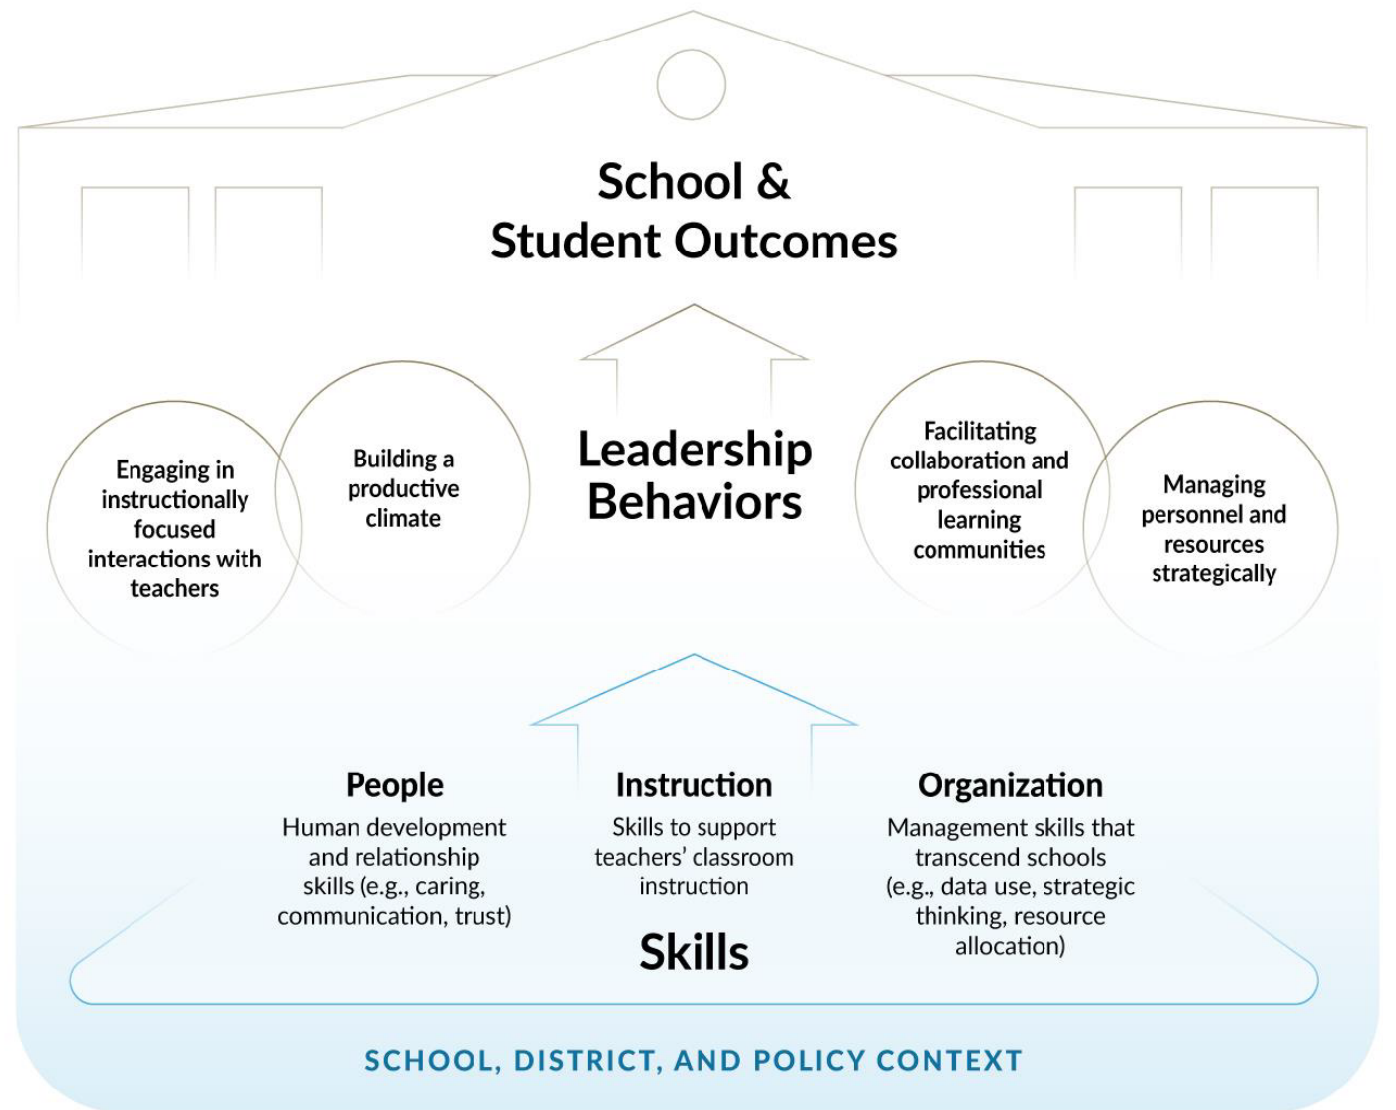 School &
Student Outcomes
Engaging in
instructionally
focused
interactions with
teachers
Building a
productive
climate
Leadership
Behaviors
Facilitating
collaboration and
professional
learning
communities
Managing
personnel and
resources
strategically
People
Human development
and relationship
skills (e.g., caring,
communication, trust)
Instruction
Skills to support
teachers’ classroom
instruction
Organization
Management skills that
transcend schools
(e.g., data use, strategic
thinking, resource
allocation)
Skills
SCHOOL, DISTRICT, AND POLICY CONTEXT